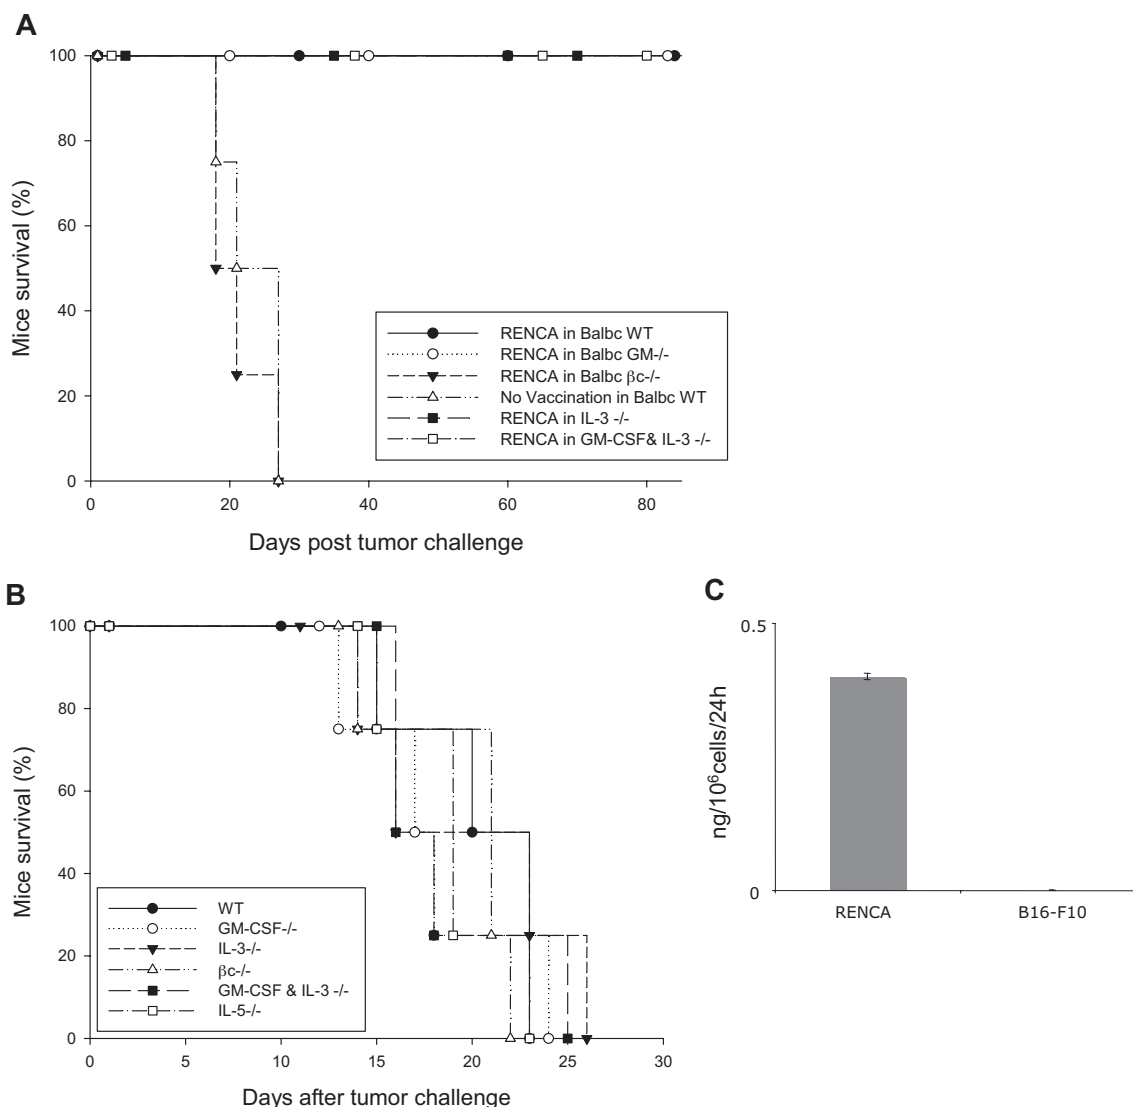 A
100
80
60
40
20
0
Mice survival (%)
RENCA in Balbc WT
RENCA in Balbc GM-/-
RENCA in Balbc βc-/-
No Vaccination in Balbc WT
RENCA in IL-3 -/-
RENCA in GM-CSF& IL-3 -/-
0 20 40 60 80
Days post tumor challenge
B
100
80
60
40
20
0
Mice survival (%)
WT
GM-CSF-/-
IL-3-/-
βc-/-
GM-CSF & IL-3 -/-
IL-5-/-
0 5 10 15 20 25 30
Days after tumor challenge
C
0.5
0
ng/10⁶cells/24h
RENCA B16-F10